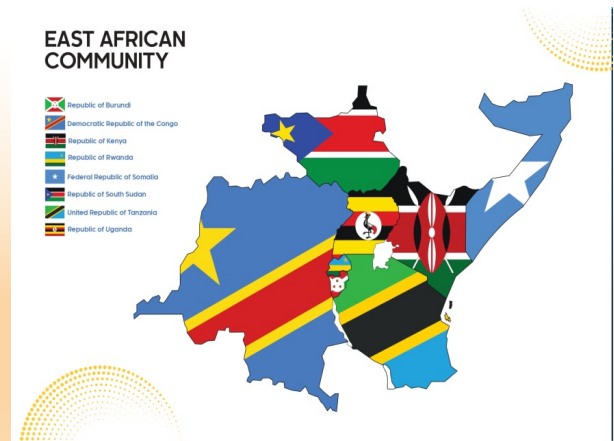 EAST AFRICAN
COMMUNITY
Republic of Burundi
Democratic Republic of the Congo
Republic of Kenya
Republic of Rwanda
Federal Republic of Somalia
Republic of South Sudan
United Republic of Tanzania
Republic of Uganda